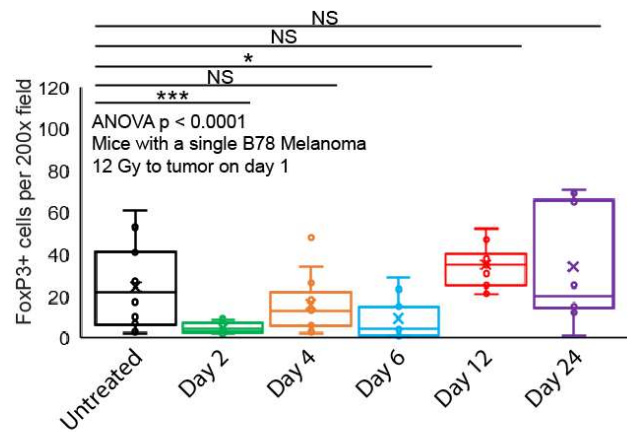 NS
NS
*
NS
***
ANOVA p < 0.0001
Mice with a single B78 Melanoma
12 Gy to tumor on day 1
FoxP3+ cells per 200x field
120
100
80
60
40
20
0
Untreated
Day 2
Day 4
Day 6
Day 12
Day 24